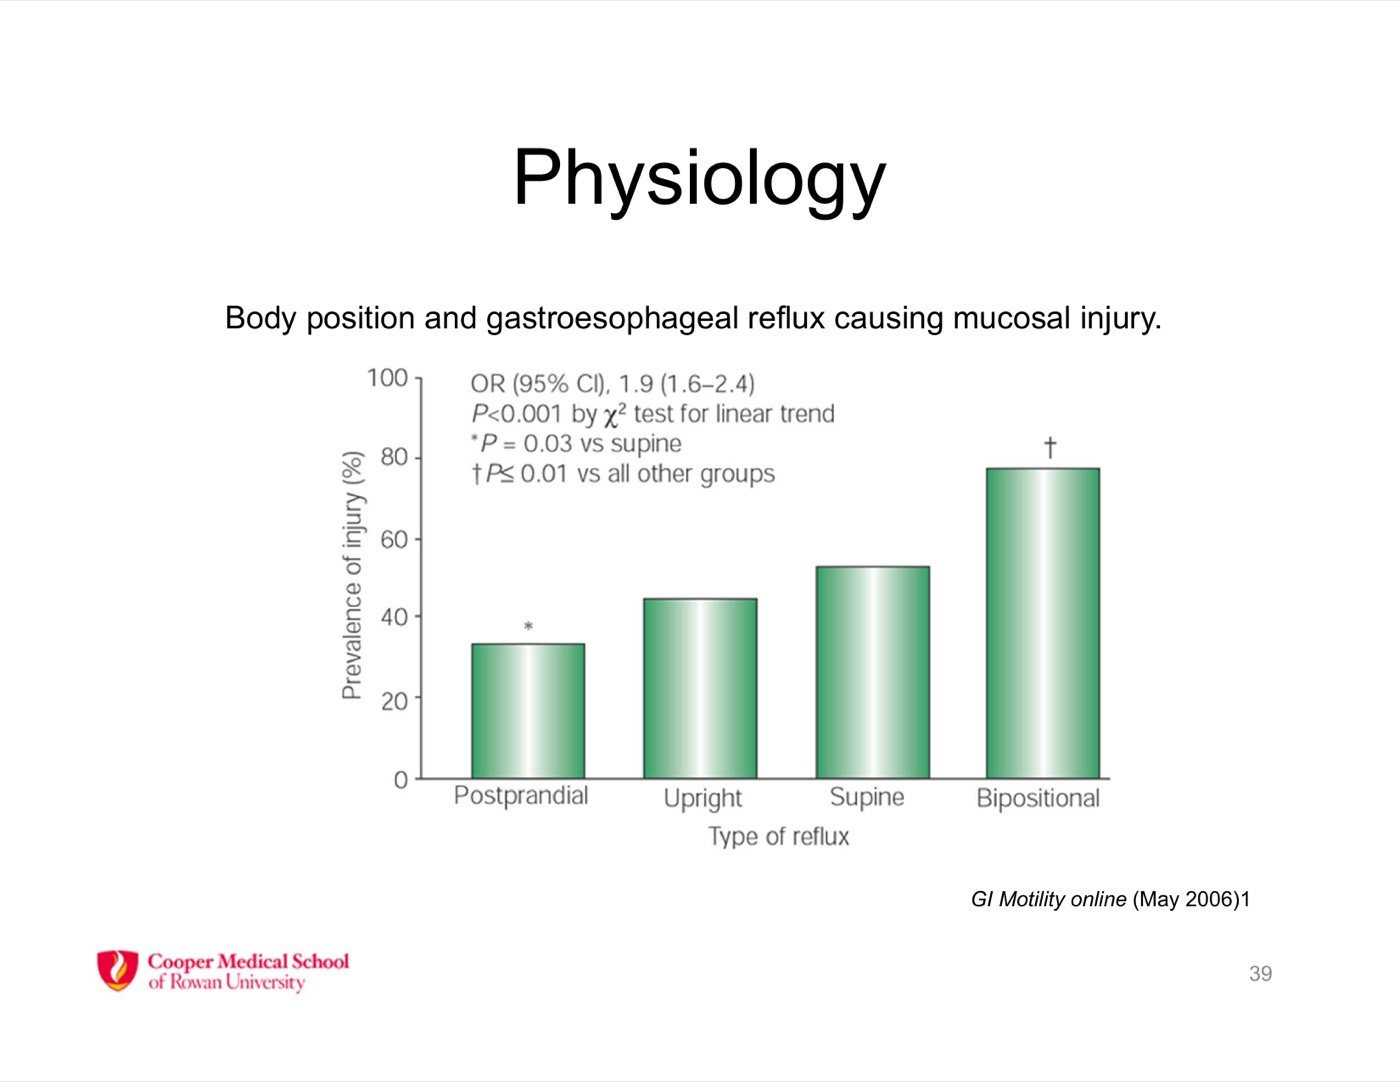 Physiology
Body position and gastroesophageal reflux causing mucosal injury.
OR (95% CI), 1.9 (1.6–2.4)
P<0.001 by χ² test for linear trend
*P = 0.03 vs supine
†P≤ 0.01 vs all other groups
Prevalence of injury (%)
100
80
60
40
20
0
*
†
Postprandial Upright Supine Bipositional
Type of reflux
GI Motility online (May 2006)1
Cooper Medical School
of Rowan University
39